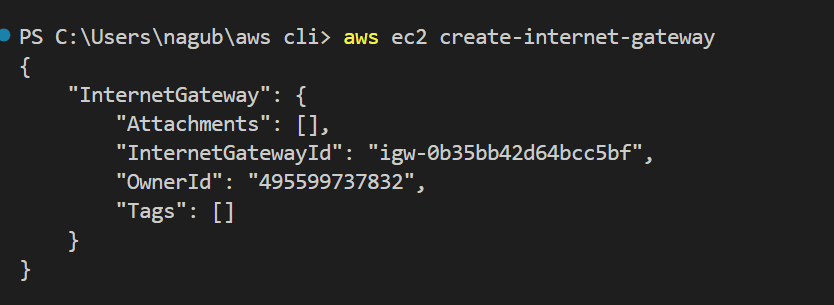 PS C:\Users\nagub\aws cli> aws ec2 create-internet-gateway
{
    "InternetGateway": {
        "Attachments": [],
        "InternetGatewayId": "igw-0b35bb42d64bcc5bf",
        "OwnerId": "495599737832",
        "Tags": []
    }
}